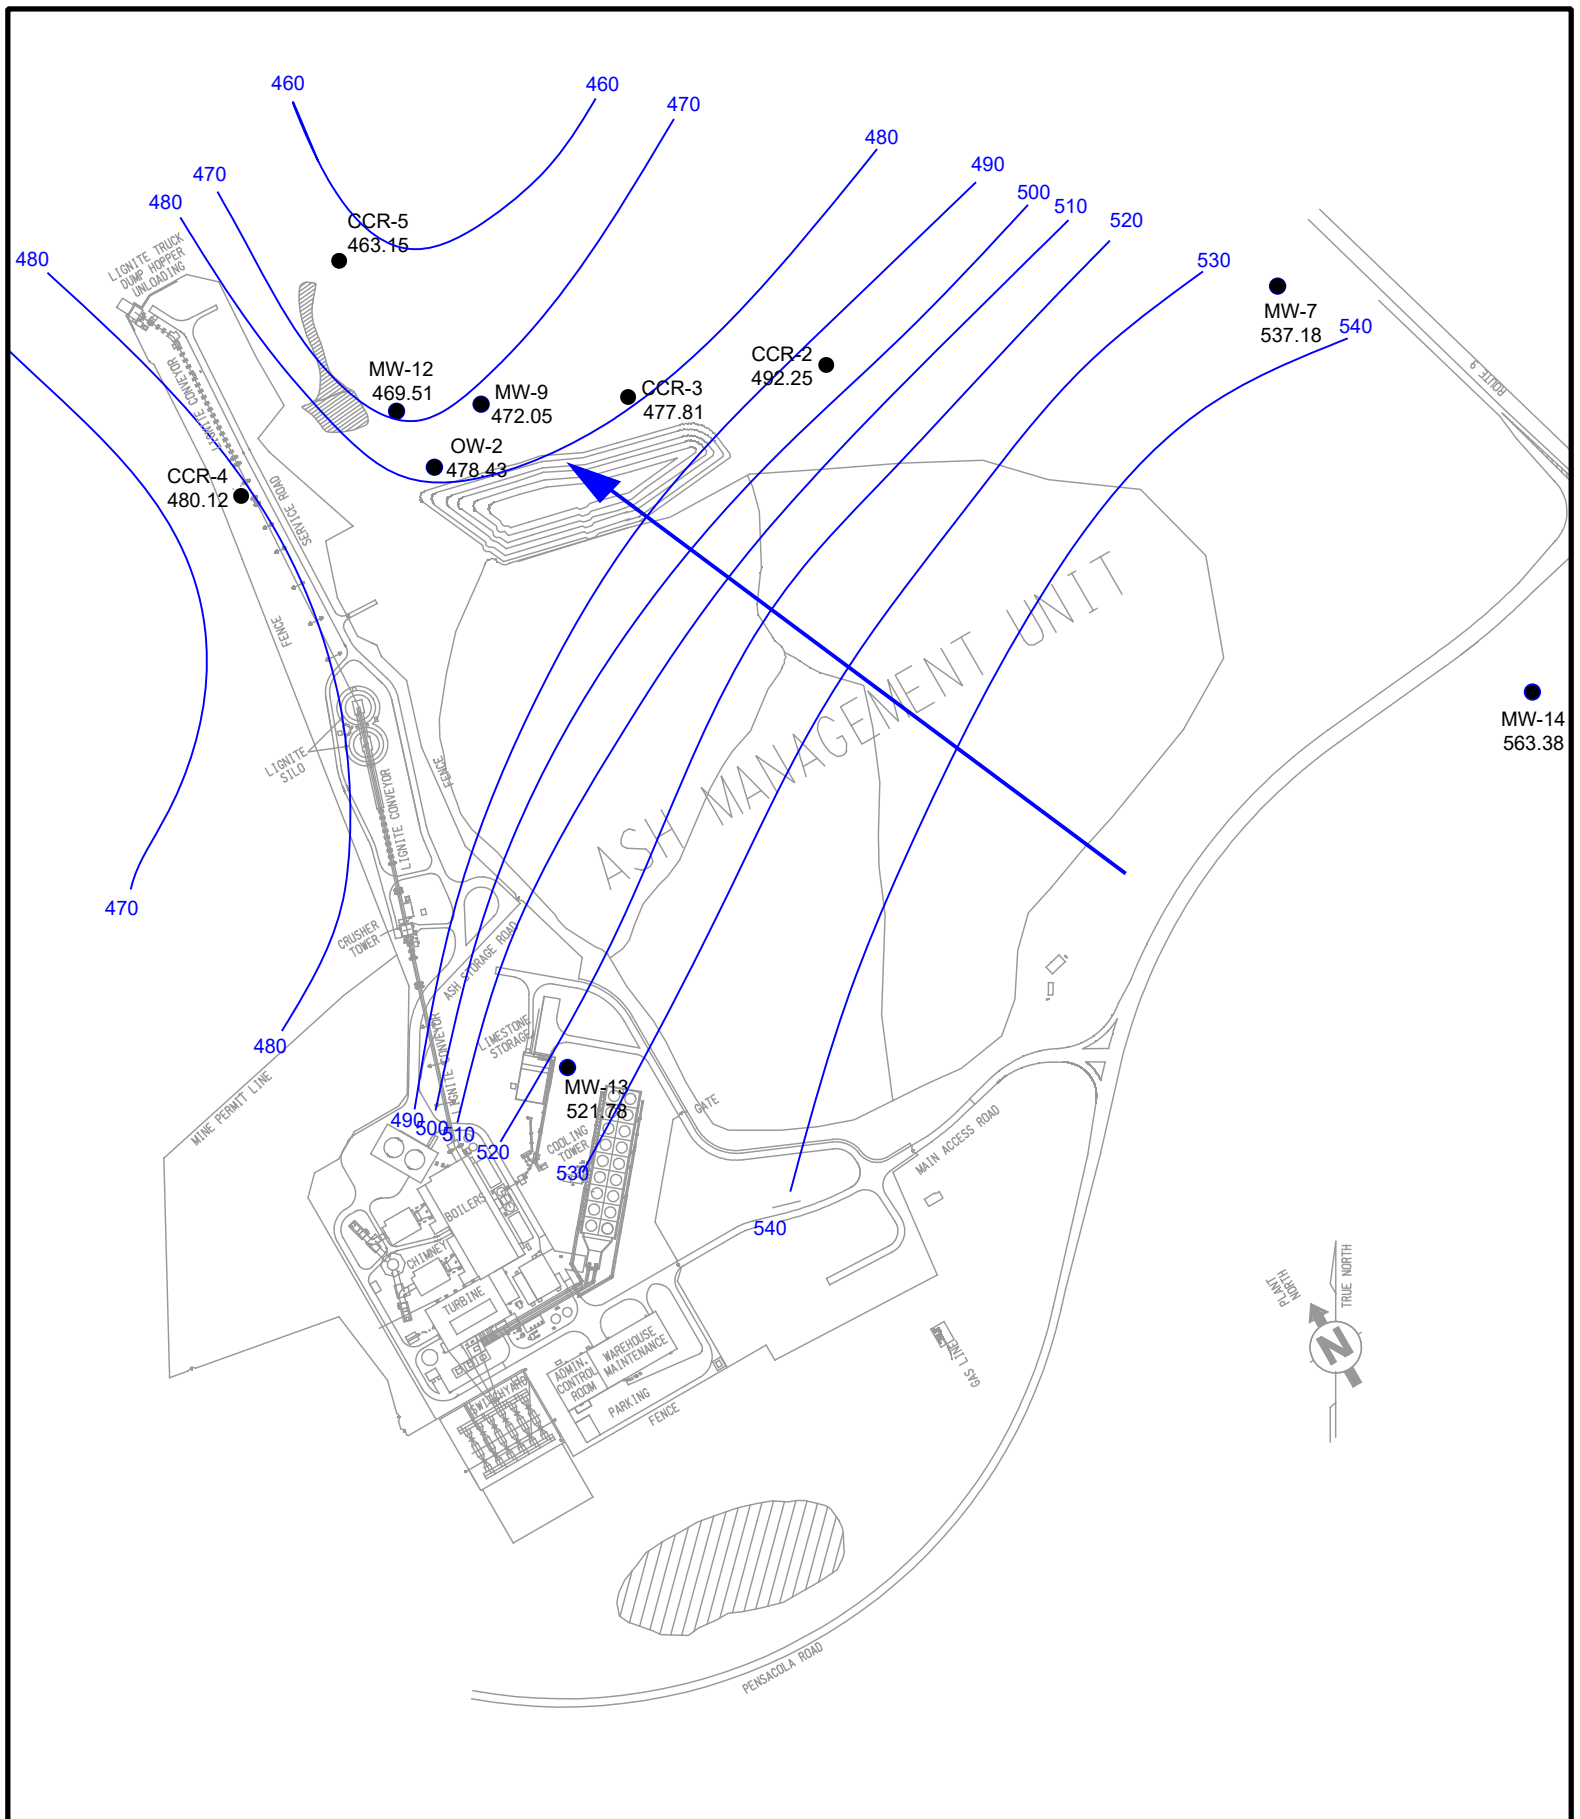 460
460
470
480
490
500
510
520
530
540
470
480
480
CCR-5
463.15
LIGNITE TRUCK
DUMP HOPPER
UNLOADING
MW-7
537.18
ROUTE 9
CCR-2
492.25
MW-12
469.51
MW-9
472.05
CCR-3
477.81
LIGNITE CONVEYOR
OW-2
478.43
CCR-4
480.12
SERVICE ROAD
FENCE
ASH MANAGEMENT UNIT
MW-14
563.38
LIGNITE
SILO
FENCE
LIGNITE CONVEYOR
470
CRUSHER
TOWER
ASH STORAGE ROAD
480
LIGNITE CONVEYOR
LIMESTONE
STORAGE
MINE PERMIT LINE
MW-13
521.78
GATE
490
500
510
520
530
540
COOLING
TOWER
MAIN ACCESS ROAD
BOILERS
CHIMNEY
TURBINE
SWITCHYARD
ADMIN.
CONTROL
ROOM
WAREHOUSE
MAINTENANCE
PARKING
FENCE
GAS LINE
PLANT
NORTH
TRUE NORTH
N
PENSACOLA ROAD